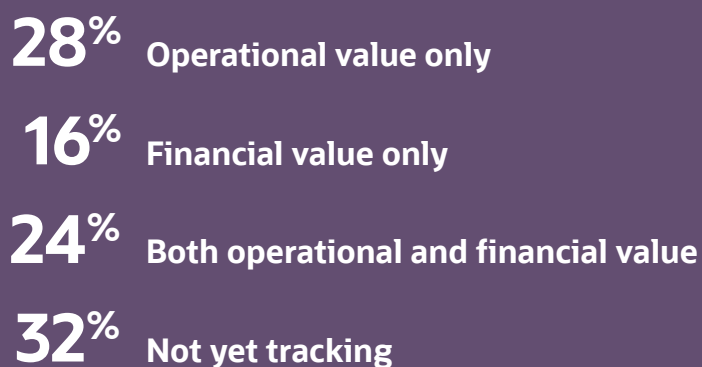 28% Operational value only
16% Financial value only
24% Both operational and financial value
32% Not yet tracking